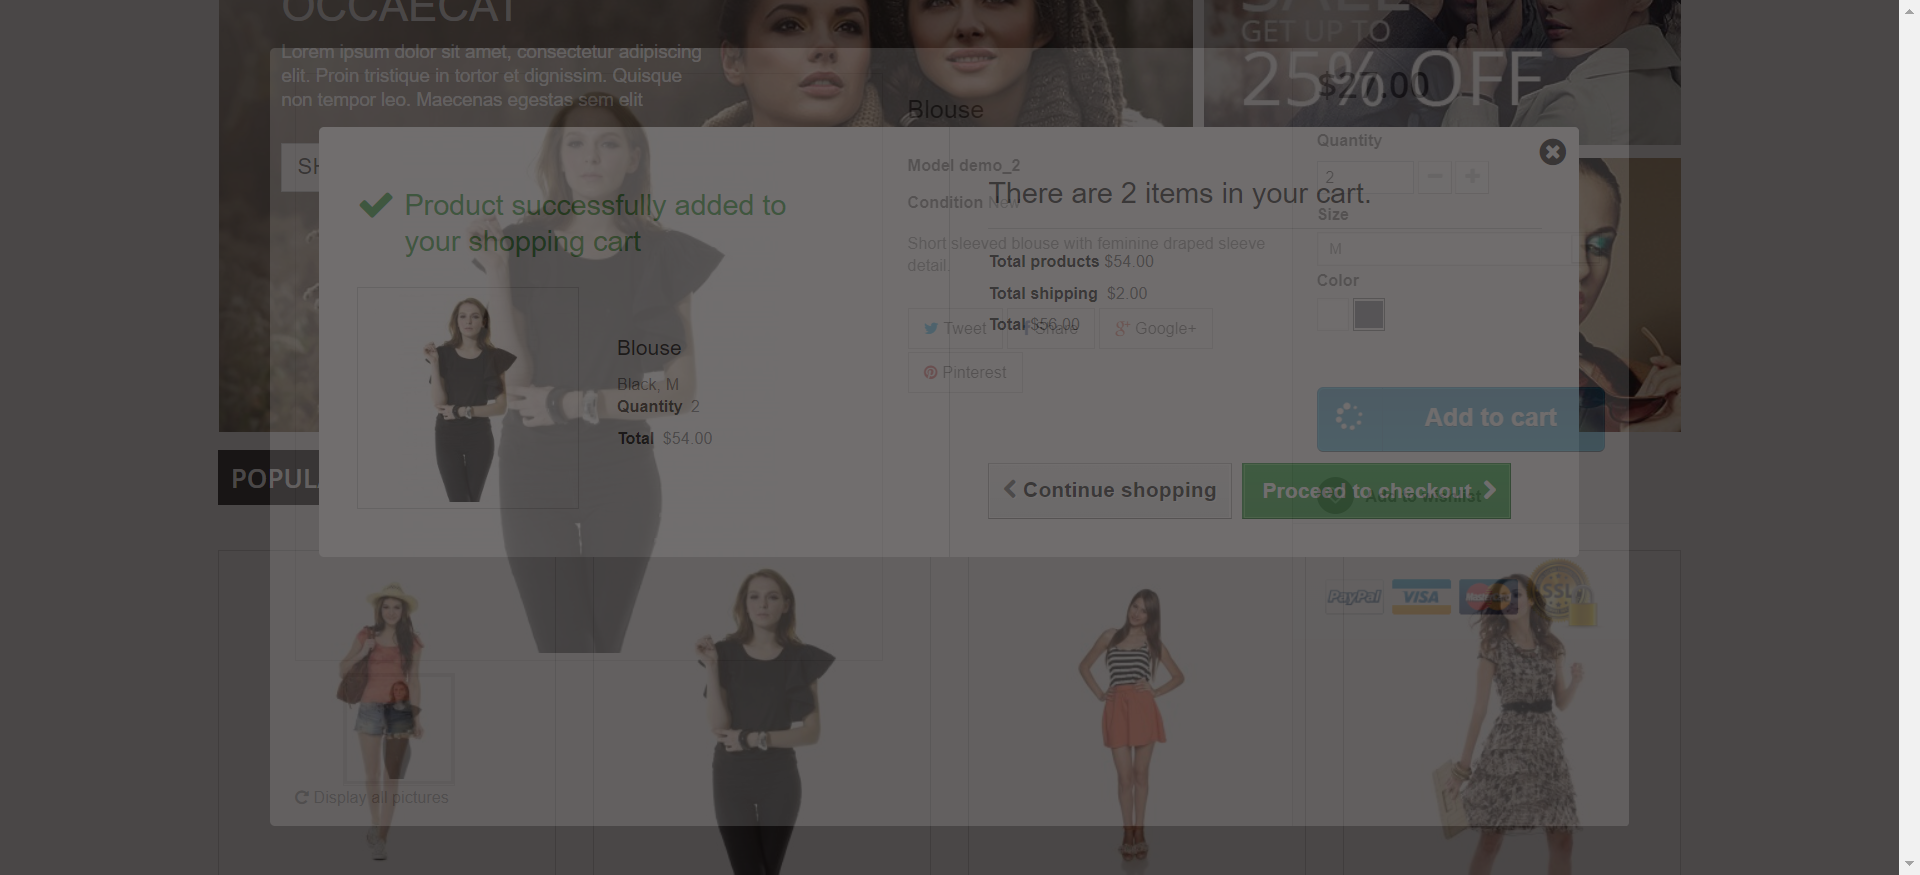 OCCAECAT
Lorem ipsum dolor sit amet, consectetur adipiscing
elit. Proin tristique in tortor et dignissim. Quisque
non tempor leo. Maecenas egestas sem elit
SH
SALE
GET UP TO
25% OFF
$27.00
Blouse
Model demo_2
Condition New
Short sleeved blouse with feminine draped sleeve
detail.
Tweet
Share
Google+
Pinterest
Quantity
2
Size
M
Color
Add to cart
Add to wishlist
Product successfully added to
your shopping cart
Blouse
Black, M
Quantity 2
Total $54.00
There are 2 items in your cart.
Total products $54.00
Total shipping $2.00
Total $56.00
Continue shopping
Proceed to checkout
POPUL
PayPal
VISA
MasterCard
SSL
Display all pictures